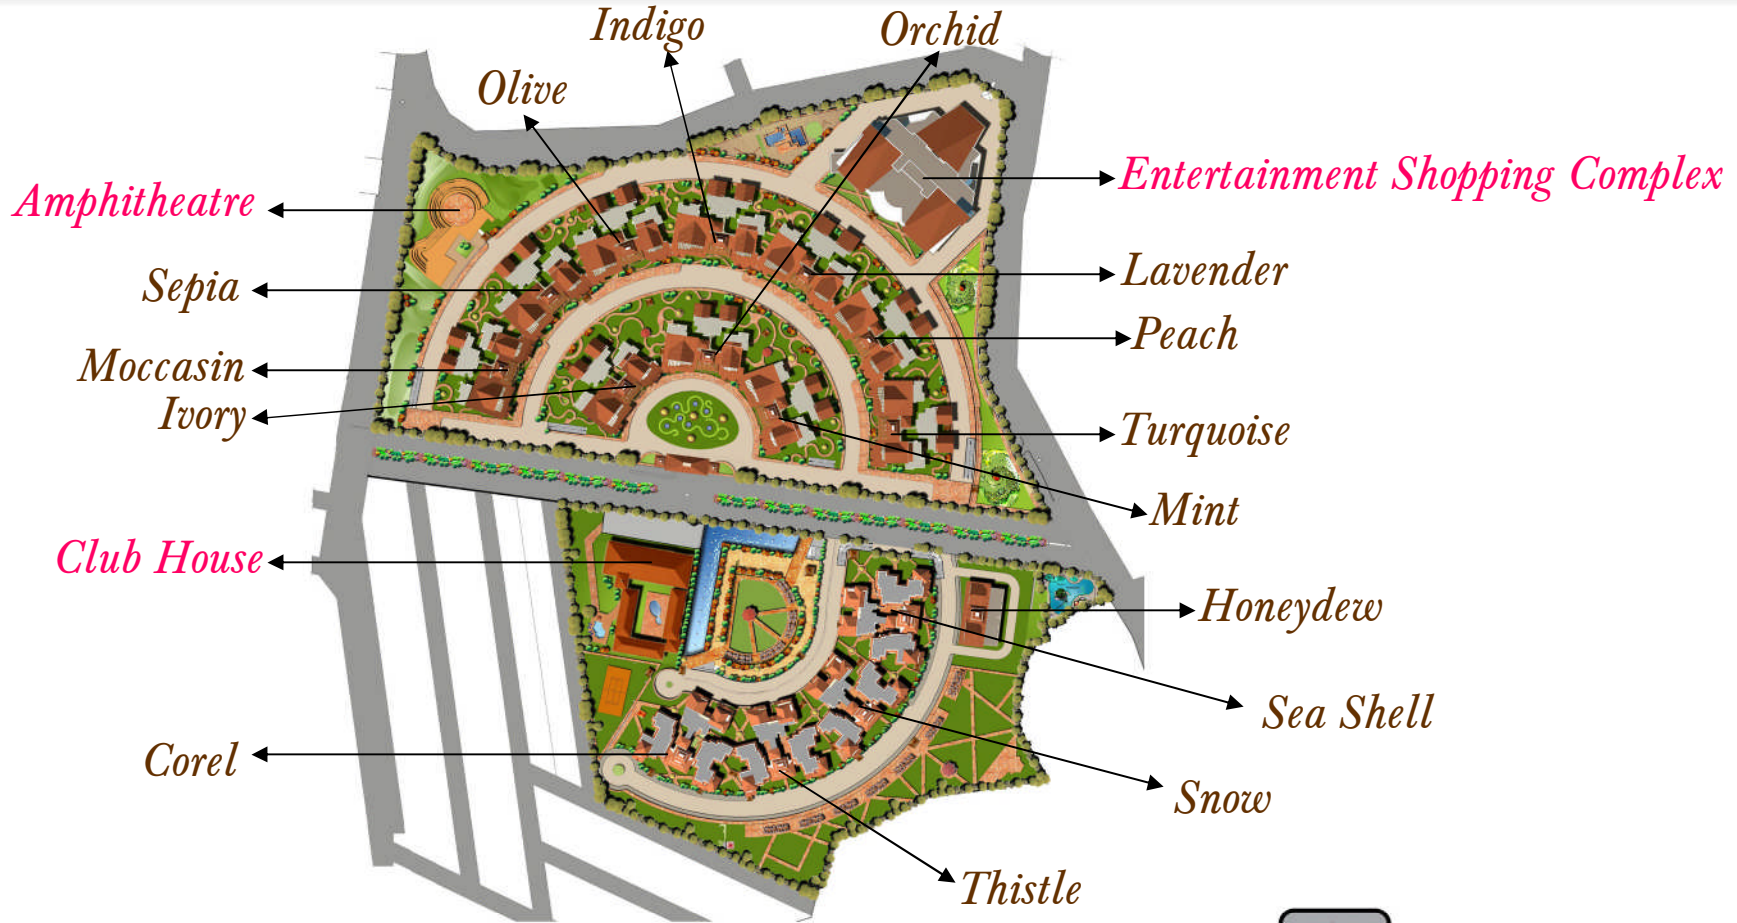 Indigo
Orchid
Olive
Entertainment Shopping Complex
Amphitheatre
Lavender
Sepia
Peach
Moccasin
Ivory
Turquoise
Mint
Club House
Honeydew
Sea Shell
Corel
Snow
Thistle